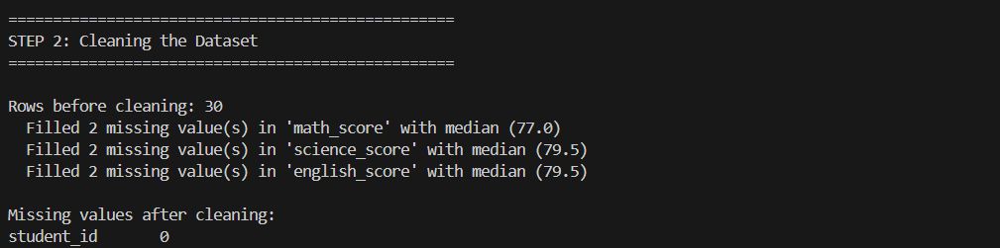 ==================================================
STEP 2: Cleaning the Dataset
==================================================
Rows before cleaning: 30
  Filled 2 missing value(s) in 'math_score' with median (77.0)
  Filled 2 missing value(s) in 'science_score' with median (79.5)
  Filled 2 missing value(s) in 'english_score' with median (79.5)
Missing values after cleaning:
student_id       0